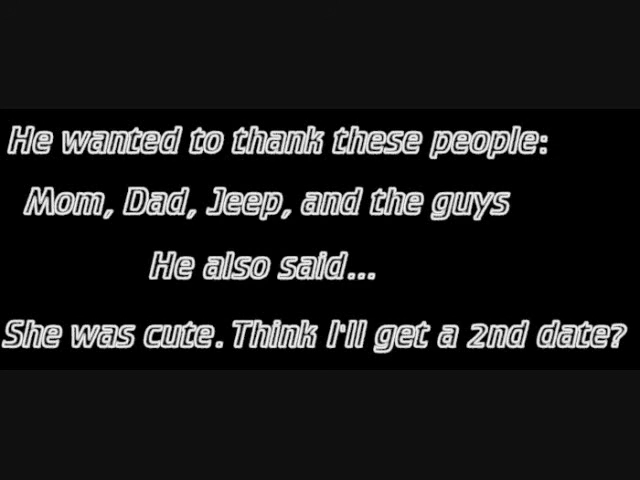 He wanted to thank these people:
Mom, Dad, Jeep, and the guys
He also said...
She was cute. Think I'll get a 2nd date?